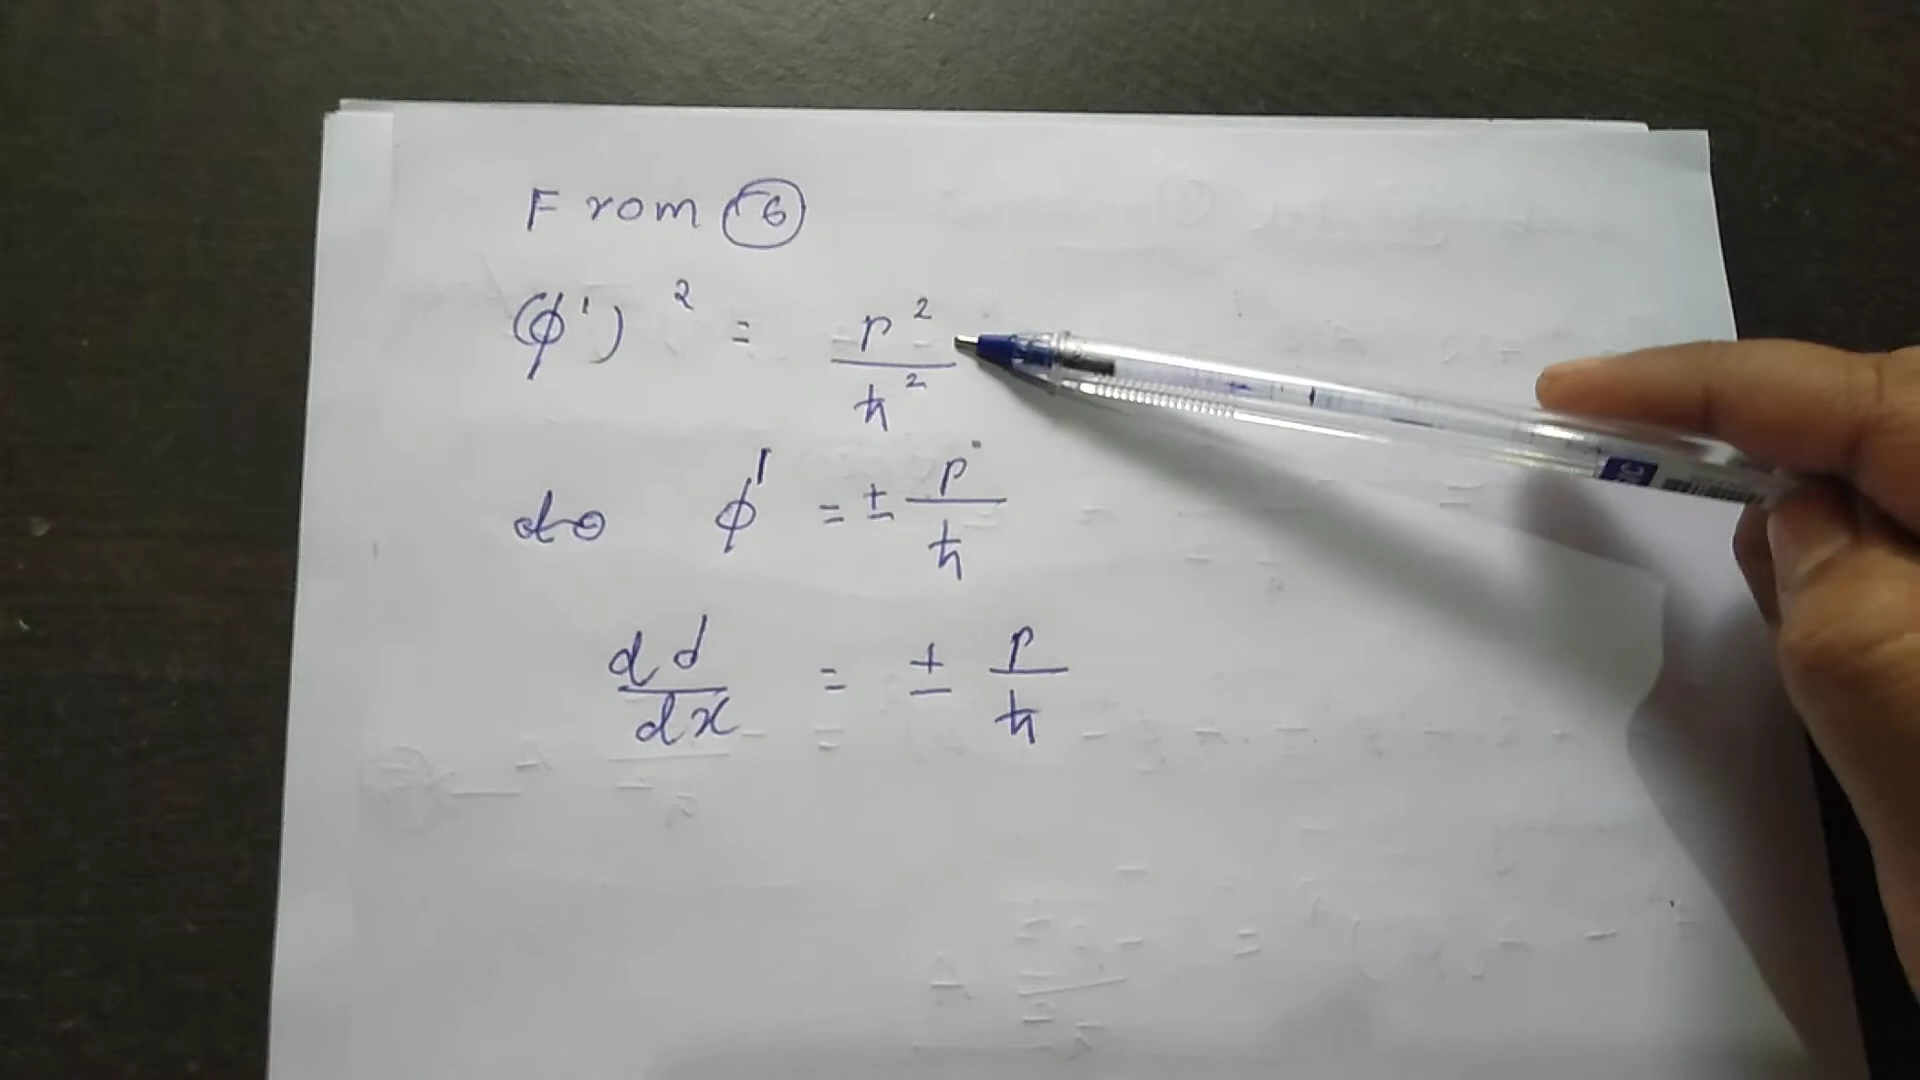 From ⑥
(ϕ')² = p²/ħ²
so ϕ' = ± p/ħ
dϕ/dx = ± p/ħ